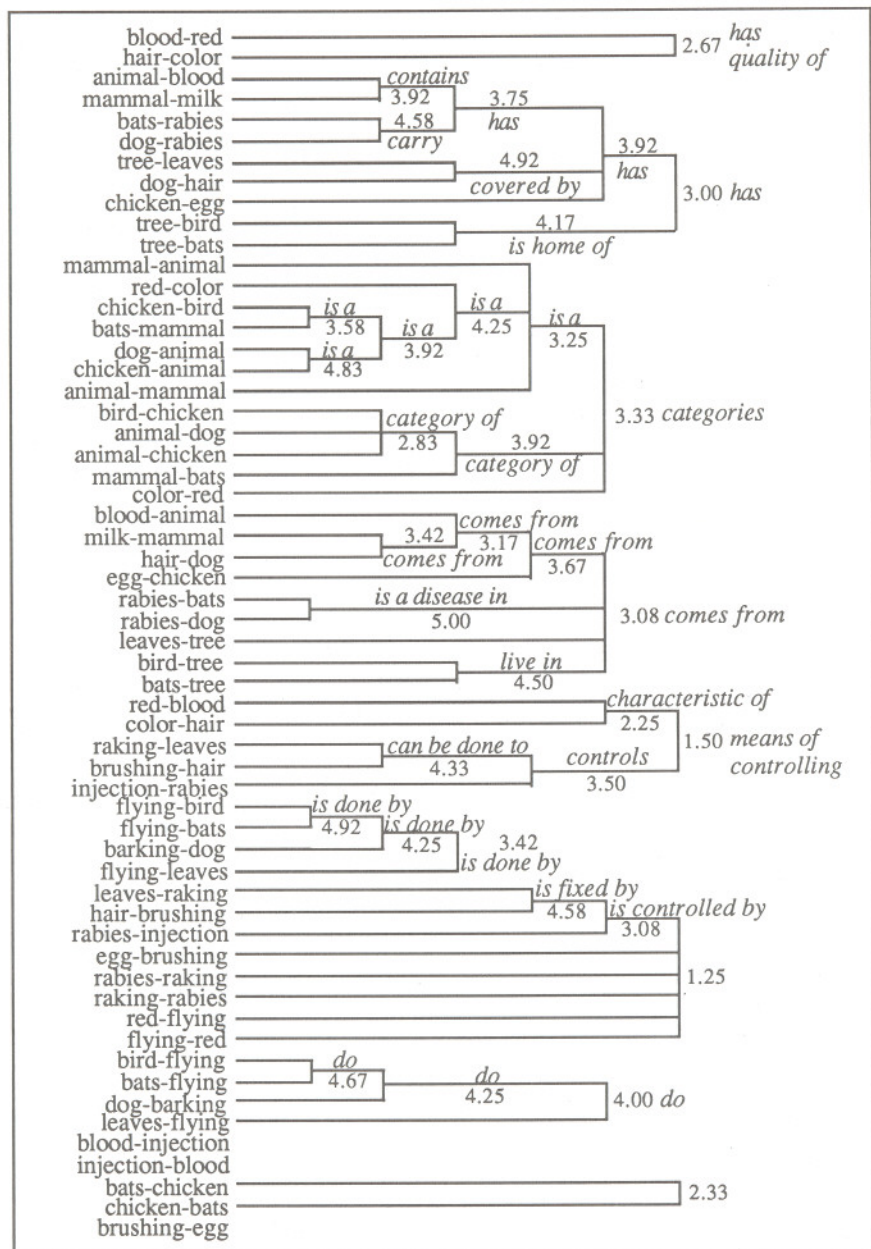 blood-red
2.67 has
hair-color
quality of
animal-blood
contains
mammal-milk
3.92
3.75
bats-rabies
4.58
has
dog-rabies
carry
3.92
tree-leaves
4.92
has
dog-hair
covered by
3.00 has
chicken-egg
tree-bird
4.17
tree-bats
is home of
mammal-animal
red-color
chicken-bird
is a
is a
bats-mammal
3.58
is a
4.25
is a
dog-animal
is a
3.92
3.25
chicken-animal
4.83
animal-mammal
bird-chicken
category of
3.33 categories
animal-dog
2.83
3.92
animal-chicken
category of
mammal-bats
color-red
blood-animal
comes from
milk-mammal
3.42
3.17
comes from
hair-dog
comes from
3.67
egg-chicken
rabies-bats
is a disease in
rabies-dog
5.00
3.08 comes from
leaves-tree
bird-tree
live in
bats-tree
4.50
red-blood
characteristic of
color-hair
2.25
raking-leaves
can be done to
controls
1.50 means of
brushing-hair
4.33
controlling
injection-rabies
3.50
flying-bird
is done by
flying-bats
4.92
is done by
barking-dog
4.25
3.42
flying-leaves
is done by
leaves-raking
is fixed by
hair-brushing
4.58
is controlled by
rabies-injection
3.08
egg-brushing
rabies-raking
1.25
raking-rabies
red-flying
flying-red
bird-flying
do
bats-flying
4.67
do
dog-barking
4.25
4.00 do
leaves-flying
blood-injection
injection-blood
bats-chicken
2.33
chicken-bats
brushing-egg